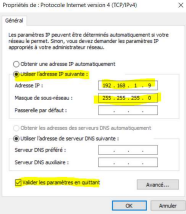 Propriétés de : Protocole Internet version 4 (TCP/IPv4)
Général
Les paramètres IP peuvent être déterminés automatiquement si votre
réseau le permet. Sinon, vous devez demander les paramètres IP
appropriés à votre administrateur réseau.
Obtenir une adresse IP automatiquement
Utiliser l'adresse IP suivante :
Adresse IP : 192 . 168 . 1 . 9
Masque de sous-réseau : 255 . 255 . 255 . 0
Passerelle par défaut : . . .
Obtenir les adresses des serveurs DNS automatiquement
Utiliser l'adresse de serveur DNS suivante :
Serveur DNS préféré : . . .
Serveur DNS auxiliaire : . . .
Valider les paramètres en quittant
Avancé...
OK Annuler